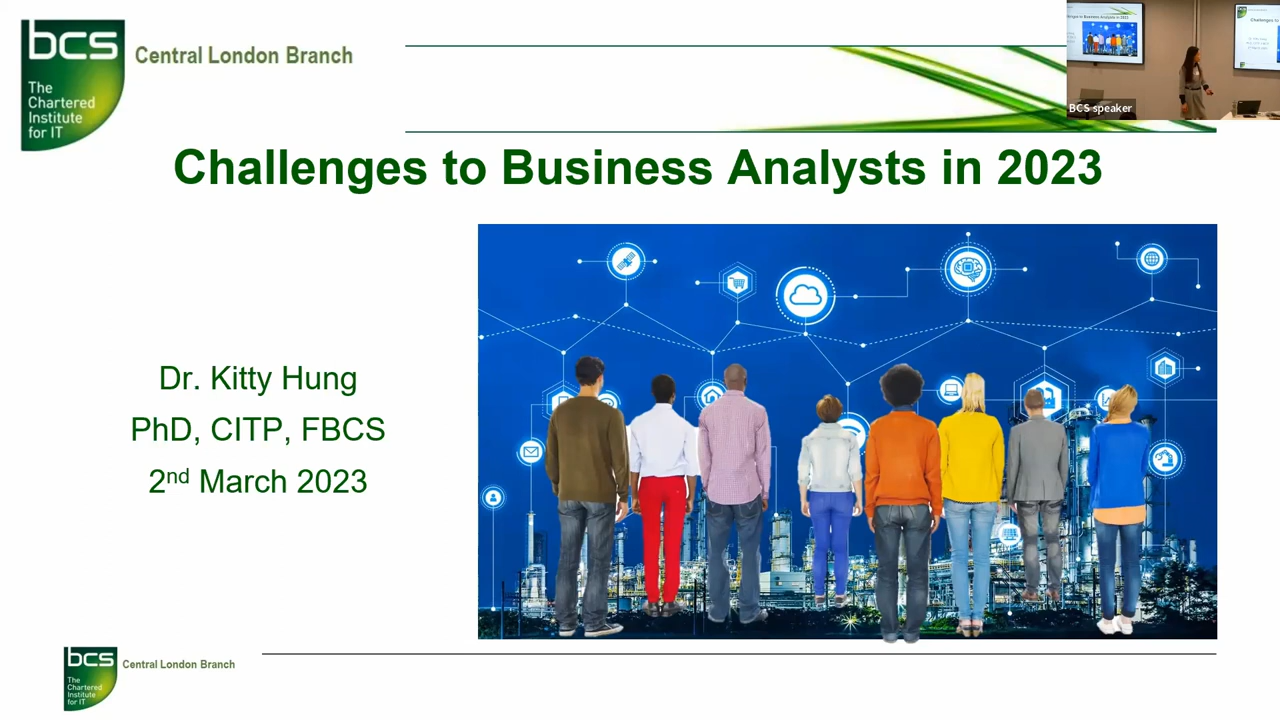 bcs
Central London Branch
The
Chartered
Institute
for IT
BCS speaker
Challenges to Business Analysts in 2023
Dr. Kitty Hung
PhD, CITP, FBCS
2nd March 2023
bcs
Central London Branch
The
Chartered
Institute
for IT